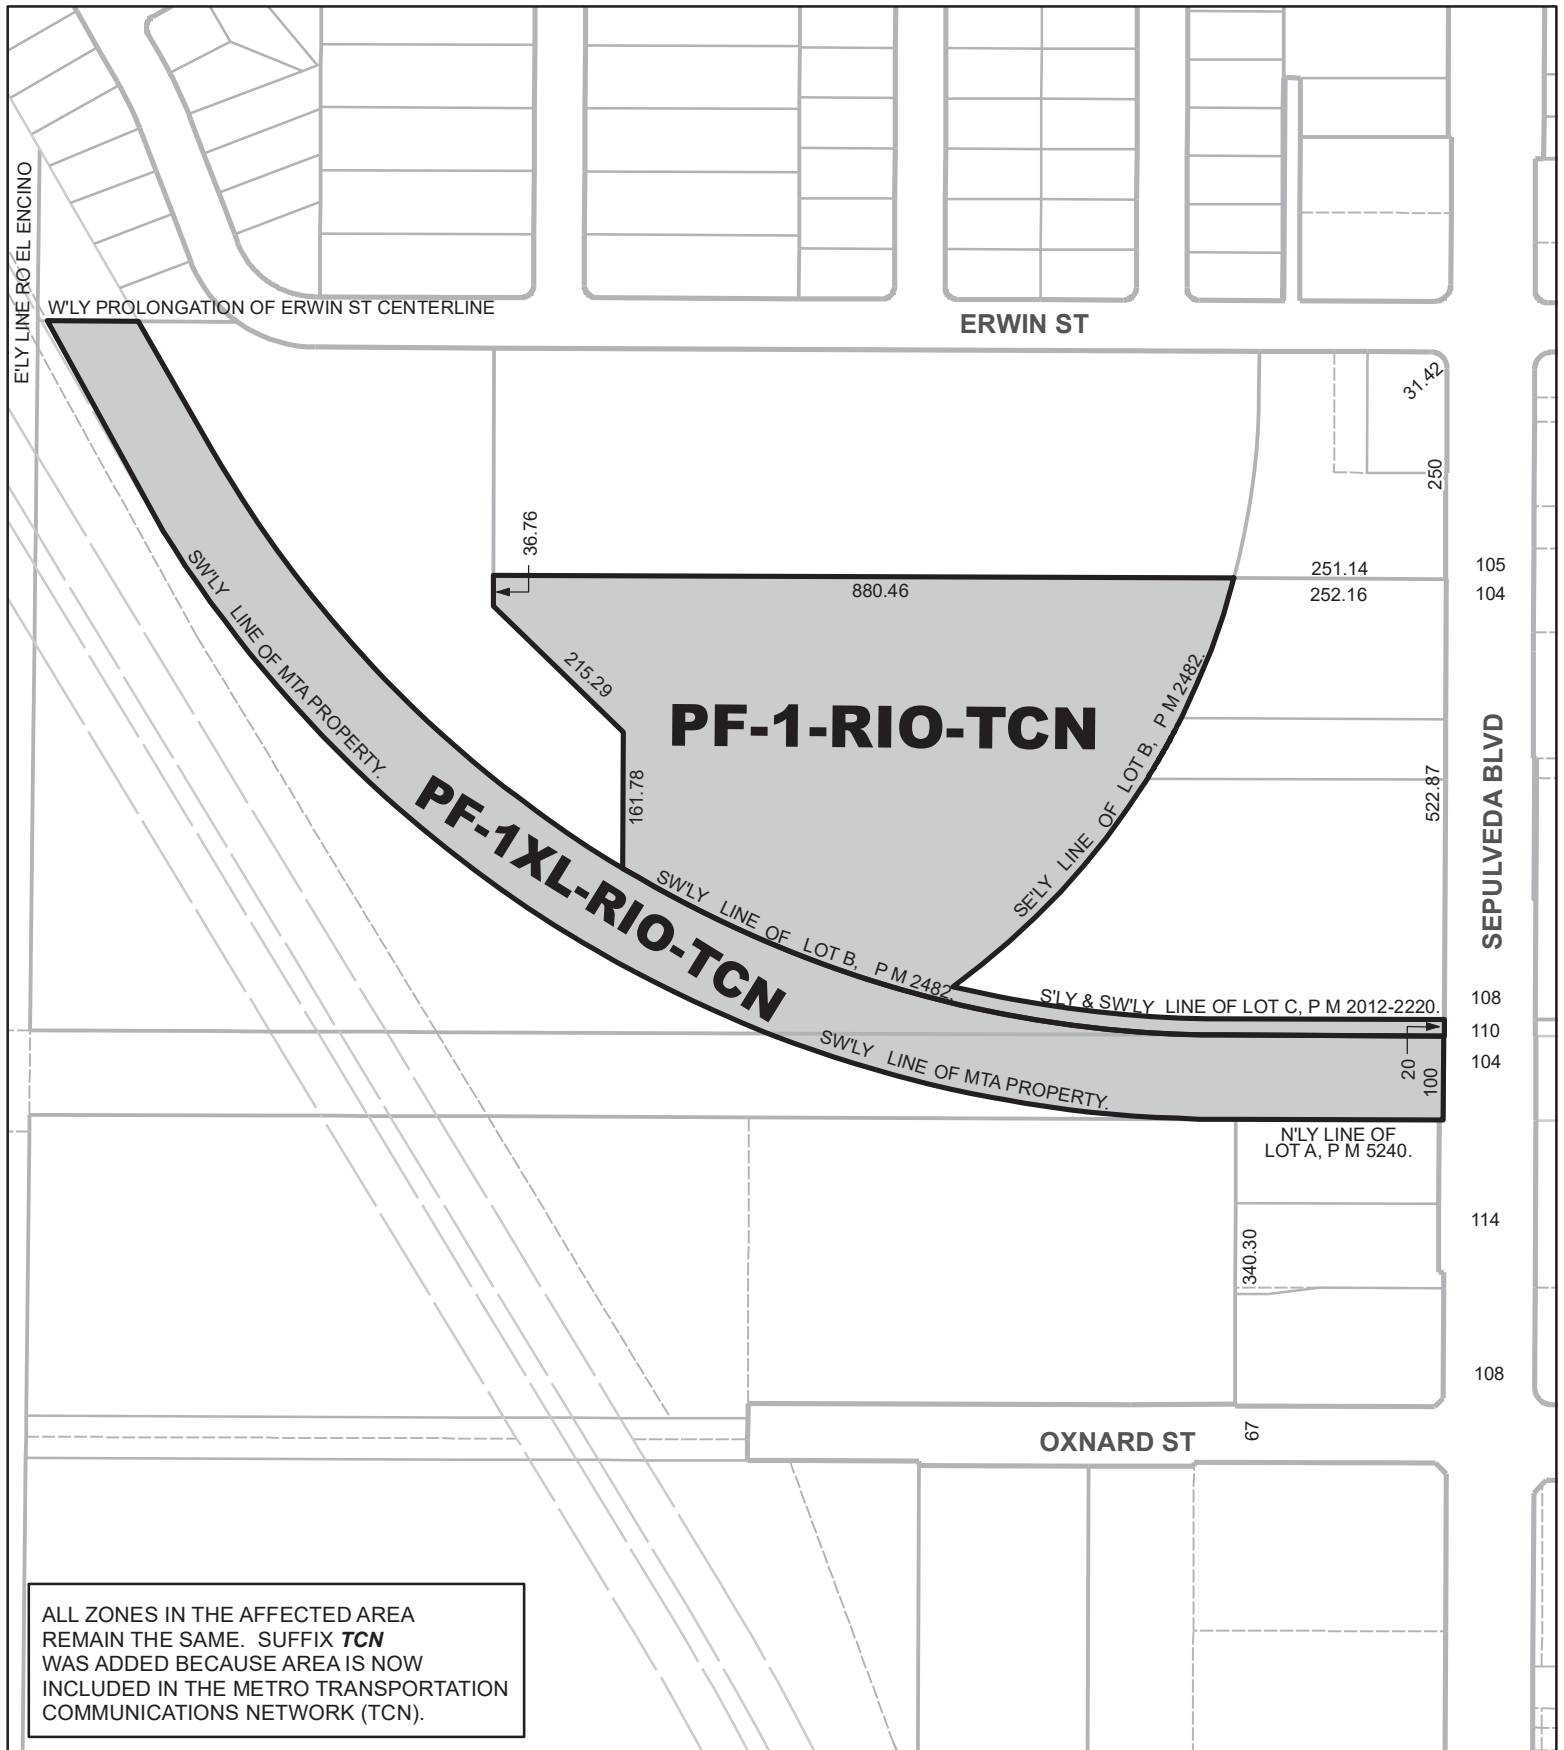 E'LY LINE RO EL ENCINO
W'LY PROLONGATION OF ERWIN ST CENTERLINE
ERWIN ST
31.42
250
36.76
251.14
105
880.46
252.16
104
SW'LY LINE OF MTA PROPERTY.
215.29
PF-1-RIO-TCN
SE'LY LINE OF LOT B, P M 2482.
161.78
522.87
SEPULVEDA BLVD
PF-1XL-RIO-TCN
SW'LY LINE OF LOT B, P M 2482.
S'LY & SW'LY LINE OF LOT C, P M 2012-2220.
108
110
SW'LY LINE OF MTA PROPERTY.
20
104
100
N'LY LINE OF
LOT A, P M 5240.
114
340.30
108
OXNARD ST
67
ALL ZONES IN THE AFFECTED AREA
REMAIN THE SAME. SUFFIX TCN
WAS ADDED BECAUSE AREA IS NOW
INCLUDED IN THE METRO TRANSPORTATION
COMMUNICATIONS NETWORK (TCN).